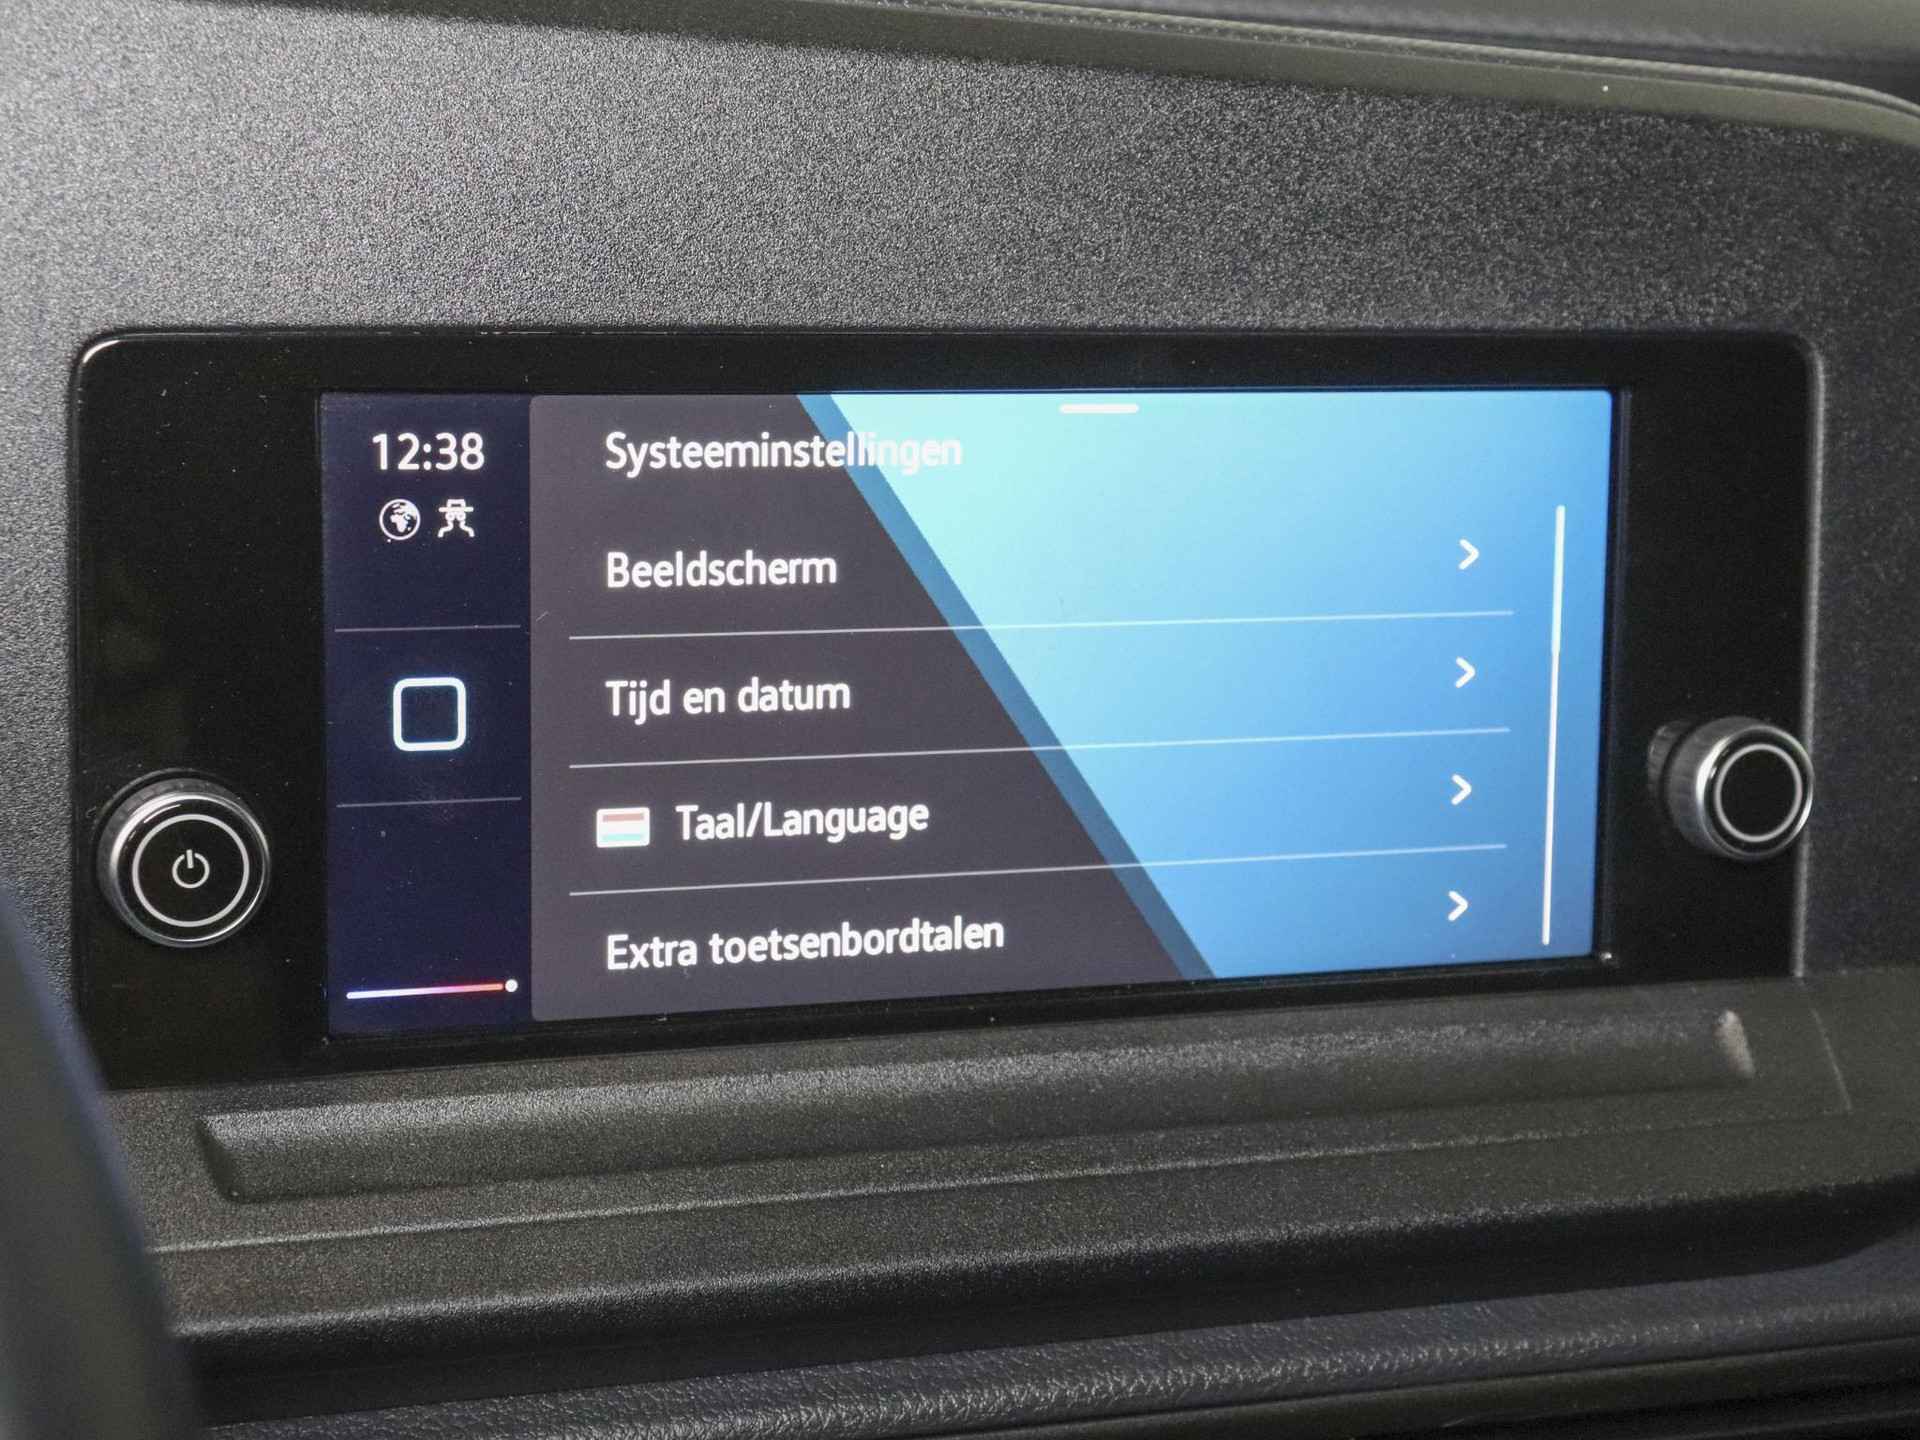 12:38
Systeeminstellingen
Beeldscherm
Tijd en datum
Taal/Language
Extra toetsenbordtalen